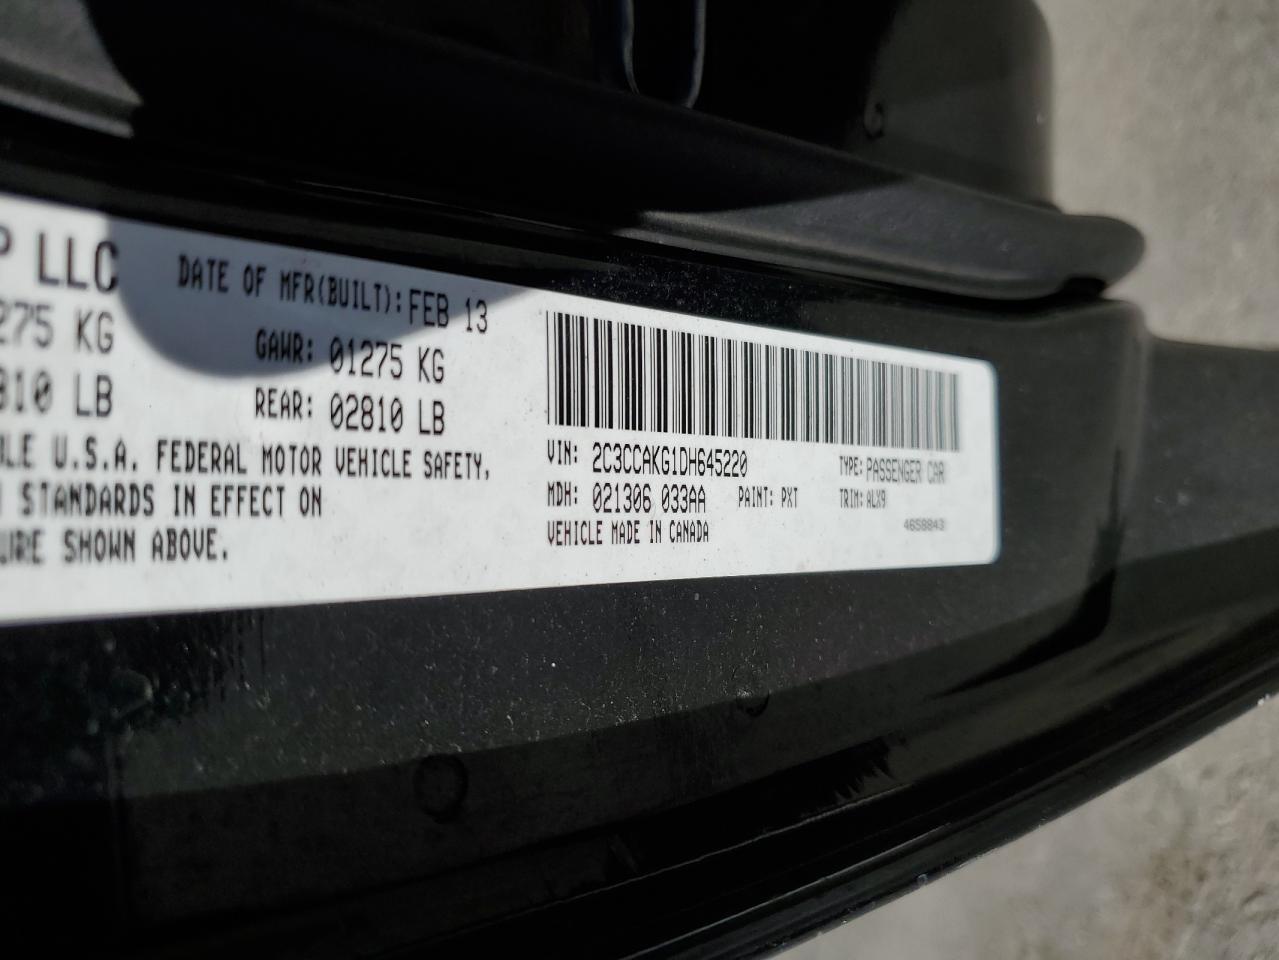 P LLC
DATE OF MFR(BUILT): FEB 13
275 KG GAWR: 01275 KG
810 LB REAR: 02810 LB
LE U.S.A. FEDERAL MOTOR VEHICLE SAFETY,
STANDARDS IN EFFECT ON
URE SHOWN ABOVE.
VIN: 2C3CCAKG1DH645220 TYPE: PASSENGER CAR
MDH: 021306 033AA PAINT: PXT TRIM: ALX9
VEHICLE MADE IN CANADA 4658843